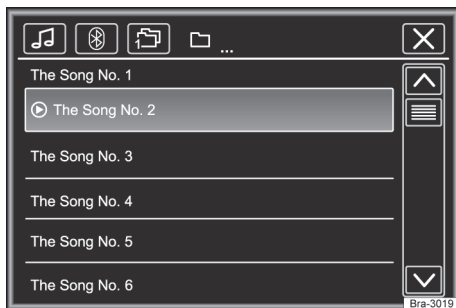 ...
The Song No. 1
The Song No. 2
The Song No. 3
The Song No. 4
The Song No. 5
The Song No. 6
Bra-3019